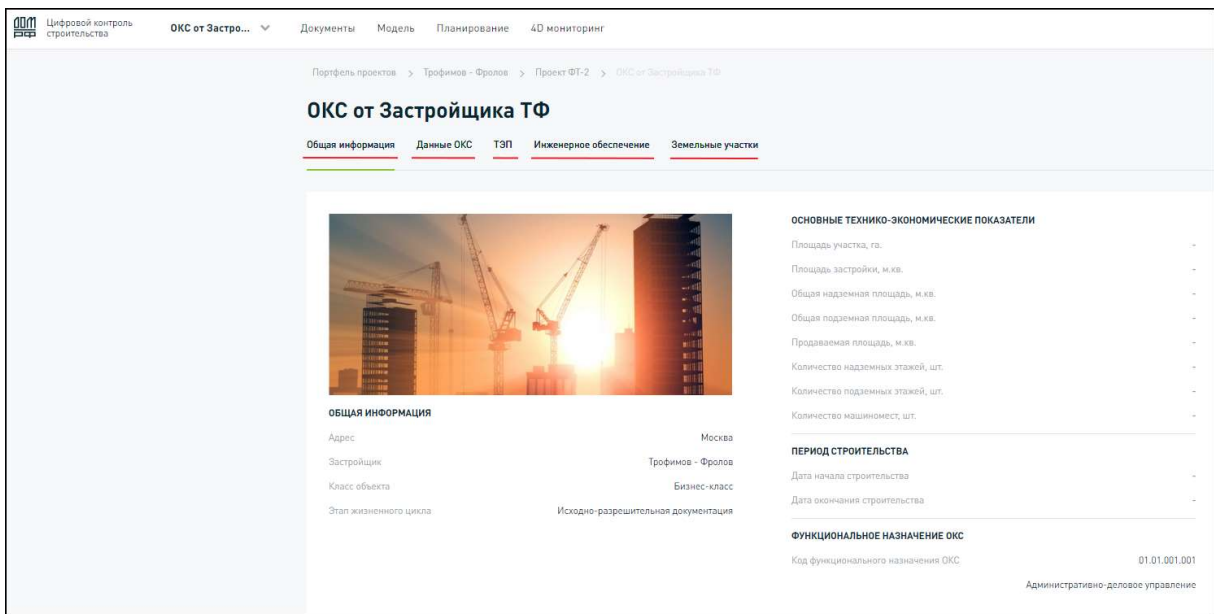 ДОМ РФ
Цифровой контроль строительства
ОКС от Застро...
Документы Модель Планирование 4D мониторинг
Портфель проектов > Трофимов - Фролов > Проект ФТ-2 > ОКС от Застройщика ТФ
ОКС от Застройщика ТФ
Общая информация Данные ОКС ТЭП Инженерное обеспечение Земельные участки
ОБЩАЯ ИНФОРМАЦИЯ
Адрес Москва
Застройщик Трофимов - Фролов
Класс объекта Бизнес-класс
Этап жизненного цикла Исходно-разрешительная документация
ОСНОВНЫЕ ТЕХНИКО-ЭКОНОМИЧЕСКИЕ ПОКАЗАТЕЛИ
Площадь участка, га. -
Площадь застройки, м.кв. -
Общая надземная площадь, м.кв. -
Общая подземная площадь, м.кв. -
Продаваемая площадь, м.кв. -
Количество надземных этажей, шт. -
Количество подземных этажей, шт. -
Количество машиномест, шт. -
ПЕРИОД СТРОИТЕЛЬСТВА
Дата начала строительства -
Дата окончания строительства -
ФУНКЦИОНАЛЬНОЕ НАЗНАЧЕНИЕ ОКС
Код функционального назначения ОКС 01.01.001.001
Административно-деловое управление